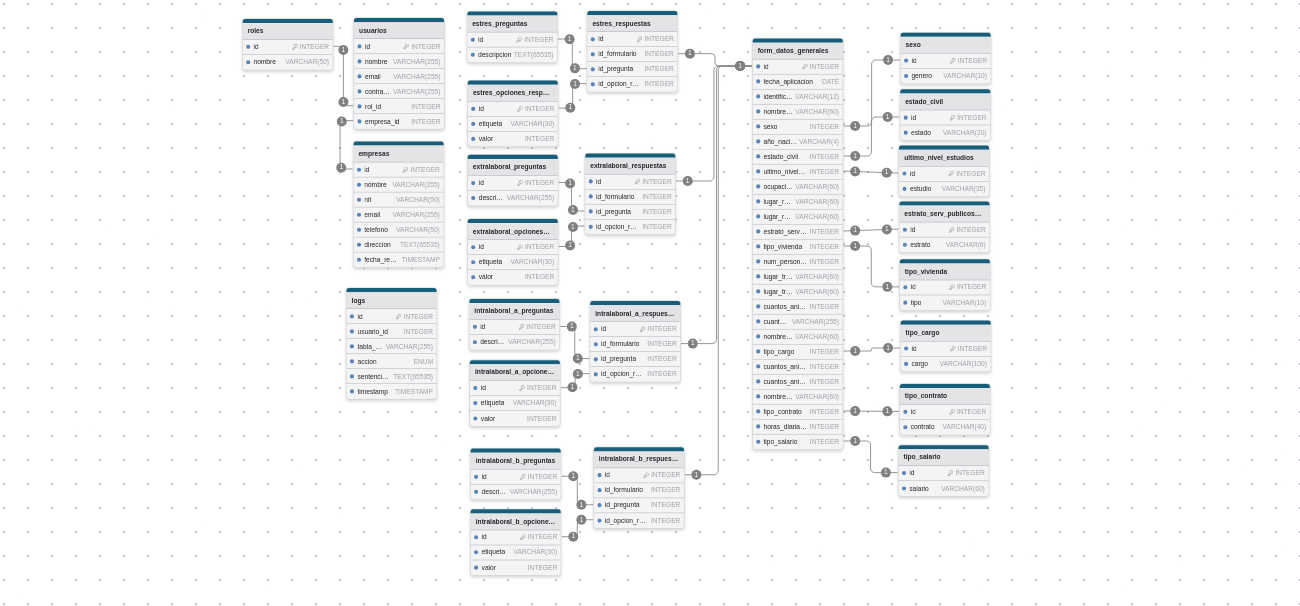 roles
id INTEGER
nombre VARCHAR(50)
usuarios
id INTEGER
nombre VARCHAR(255)
email VARCHAR(255)
contra... VARCHAR(255)
rol_id INTEGER
empresa_id INTEGER
empresas
id INTEGER
nombre VARCHAR(255)
nit VARCHAR(50)
email VARCHAR(255)
telefono VARCHAR(50)
direccion TEXT(65535)
fecha_re... TIMESTAMP
logs
id INTEGER
usuario_id INTEGER
tabla_... VARCHAR(255)
accion ENUM
sentenci... TEXT(65535)
timestamp TIMESTAMP
estres_preguntas
id INTEGER
descripcion TEXT(65535)
estres_opciones_resp...
id INTEGER
etiqueta VARCHAR(30)
valor INTEGER
extralaboral_preguntas
id INTEGER
descri... VARCHAR(255)
extralaboral_opciones...
id INTEGER
etiqueta VARCHAR(30)
valor INTEGER
intralaboral_a_preguntas
id INTEGER
descri... VARCHAR(255)
intralaboral_a_opcione...
id INTEGER
etiqueta VARCHAR(30)
valor INTEGER
intralaboral_b_preguntas
id INTEGER
descri... VARCHAR(255)
intralaboral_b_opcione...
id INTEGER
etiqueta VARCHAR(30)
valor INTEGER
estres_respuestas
id INTEGER
id_formulario INTEGER
id_pregunta INTEGER
id_opcion_r... INTEGER
extralaboral_respuestas
id INTEGER
id_formulario INTEGER
id_pregunta INTEGER
id_opcion_r... INTEGER
intralaboral_a_respues...
id INTEGER
id_formulario INTEGER
id_pregunta INTEGER
id_opcion_r... INTEGER
intralaboral_b_respues...
id INTEGER
id_formulario INTEGER
id_pregunta INTEGER
id_opcion_r... INTEGER
form_datos_generales
id INTEGER
fecha_aplicacion DATE
identific... VARCHAR(12)
nombre... VARCHAR(60)
sexo INTEGER
año_naci... VARCHAR(4)
estado_civil INTEGER
ultimo_nivel... INTEGER
ocupaci... VARCHAR(60)
lugar_r... VARCHAR(60)
lugar_r... VARCHAR(60)
estrato_serv... INTEGER
tipo_vivienda INTEGER
num_person... INTEGER
lugar_tr... VARCHAR(60)
lugar_tr... VARCHAR(60)
cuantos_ani... INTEGER
cuant... VARCHAR(255)
nombre... VARCHAR(60)
tipo_cargo INTEGER
cuantos_ani... INTEGER
cuantos_ani... INTEGER
nombre... VARCHAR(60)
tipo_contrato INTEGER
horas_diaria... INTEGER
tipo_salario INTEGER
sexo
id INTEGER
genero VARCHAR(10)
estado_civil
id INTEGER
estado VARCHAR(20)
ultimo_nivel_estudios
id INTEGER
estudio VARCHAR(35)
estrato_serv_publicos...
id INTEGER
estrato VARCHAR(6)
tipo_vivienda
id INTEGER
tipo VARCHAR(10)
tipo_cargo
id INTEGER
cargo VARCHAR(100)
tipo_contrato
id INTEGER
contrato VARCHAR(40)
tipo_salario
id INTEGER
salario VARCHAR(60)